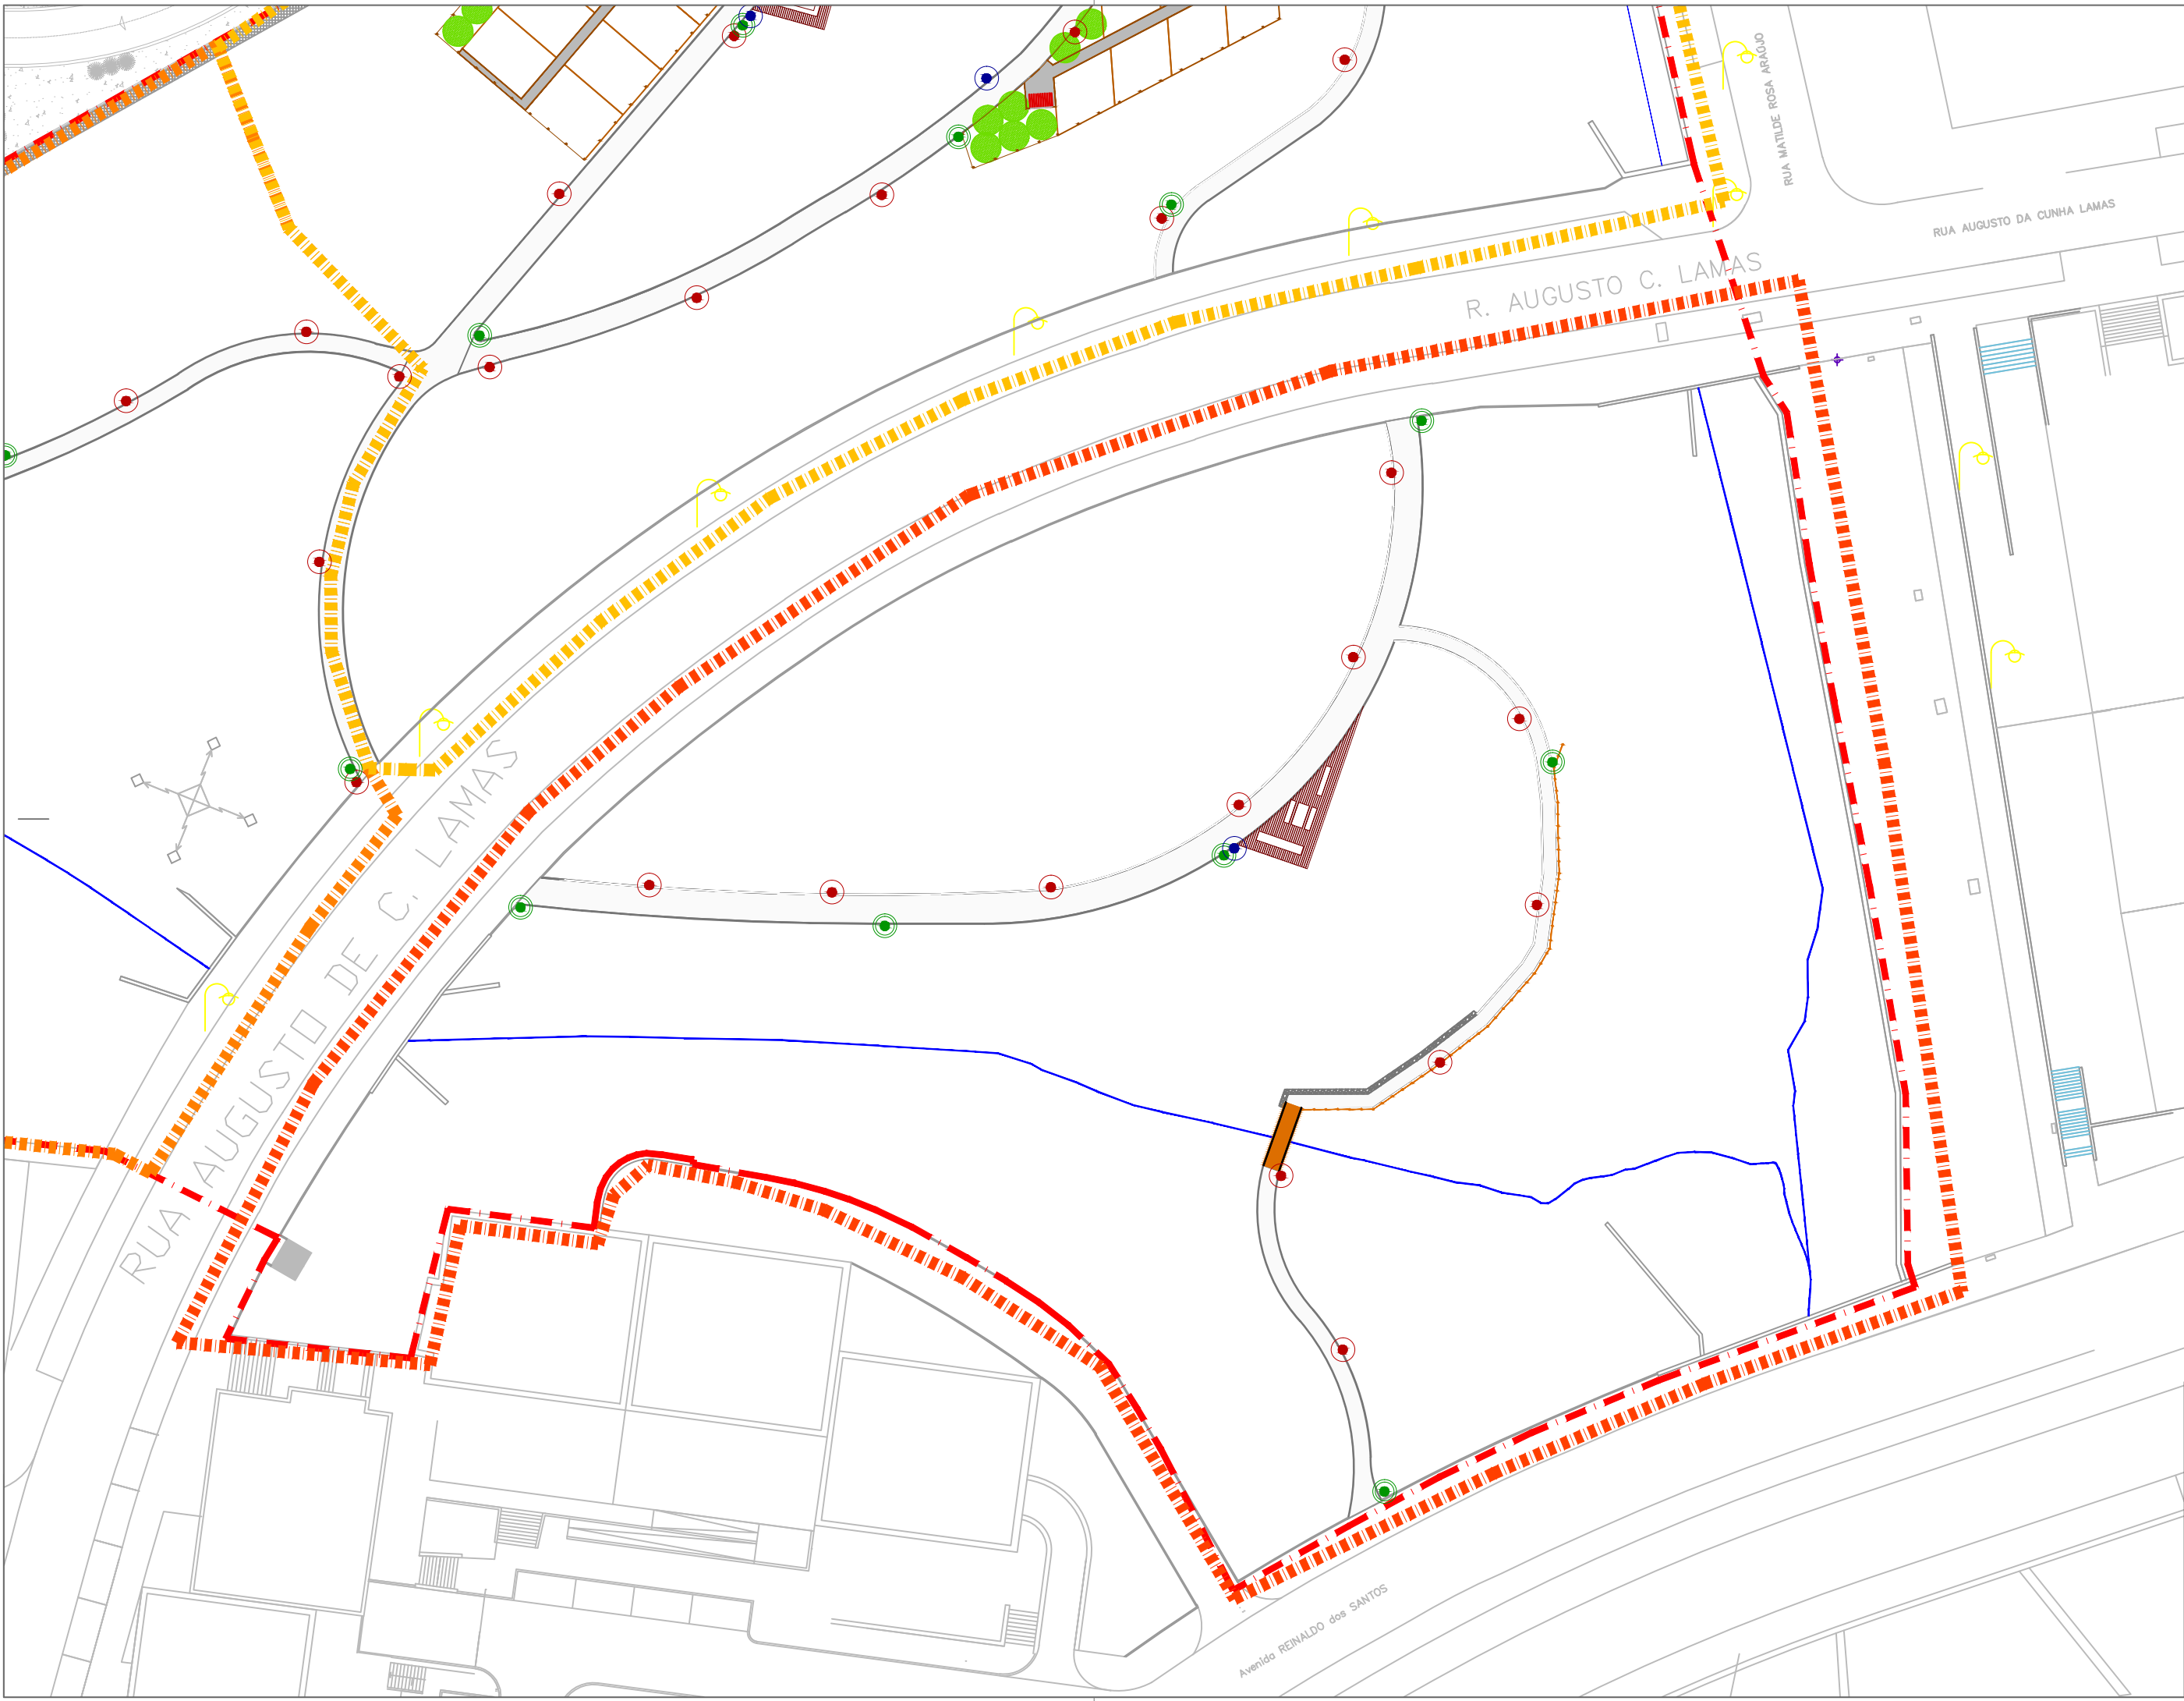 RUA MATILDE ROSA ARAÚJO
RUA AUGUSTO DA CUNHA LAMAS
R. AUGUSTO C. LAMAS
RUA AUGUSTO DE C. LAMAS
Avenida REINALDO dos SANTOS